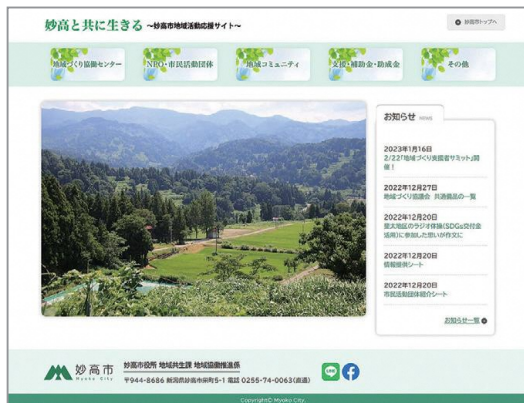 妙高と共に生きる ～妙高市地域活動応援サイト～
妙高市トップへ
地域づくり協働センター
NPO・市民活動団体
地域コミュニティ
支援・補助金・助成金
その他
お知らせ news
2023年1月16日
2/22「地域づくり支援者サミット」開
催！
2022年12月27日
地域づくり協議会 共通備品の一覧
2022年12月20日
地区のラジオ体操(SDGs交付金
活用)に参加した想いが作文に
2022年12月20日
情報提供シート
2022年12月20日
市民活動団体紹介シート
お知らせ一覧
妙高市
Myoko City
妙高市役所 地域共生課 地域協働推進係
〒944-8686 新潟県妙高市栄町5-1 電話 0255-74-0063(直通)
LINE
Copyright© Myoko City.